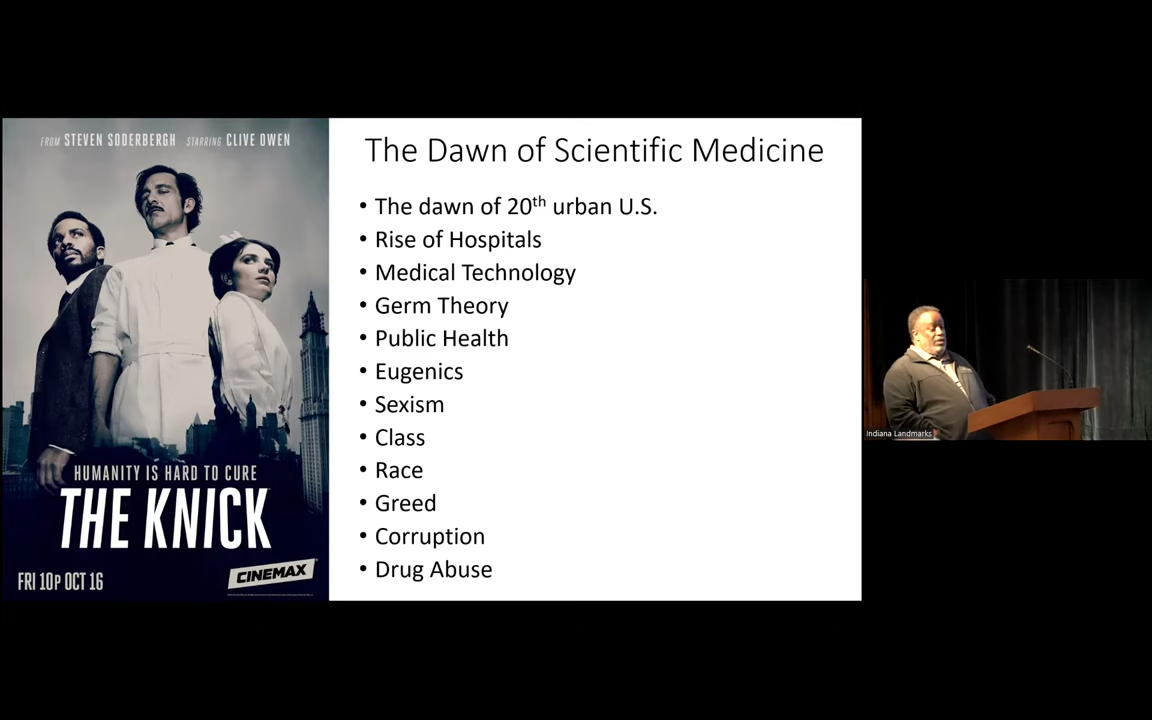 FROM STEVEN SODERBERGH STARRING CLIVE OWEN
HUMANITY IS HARD TO CURE
THE KNICK
FRI 10P OCT 16
CINEMAX
The Dawn of Scientific Medicine
• The dawn of 20th urban U.S.
• Rise of Hospitals
• Medical Technology
• Germ Theory
• Public Health
• Eugenics
• Sexism
• Class
• Race
• Greed
• Corruption
• Drug Abuse
Indiana Landmarks